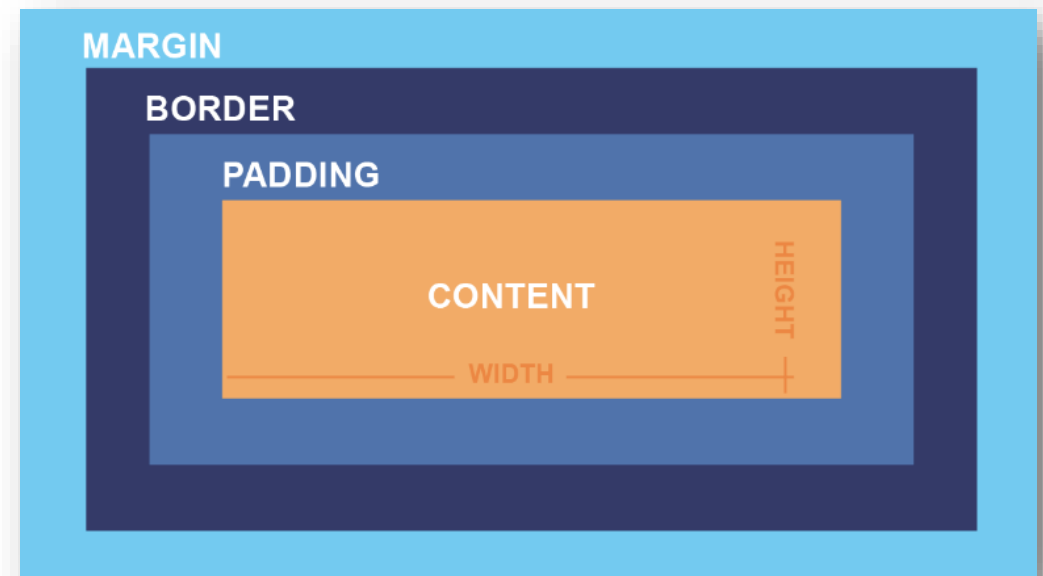 MARGIN
BORDER
PADDING
CONTENT
HEIGHT
WIDTH